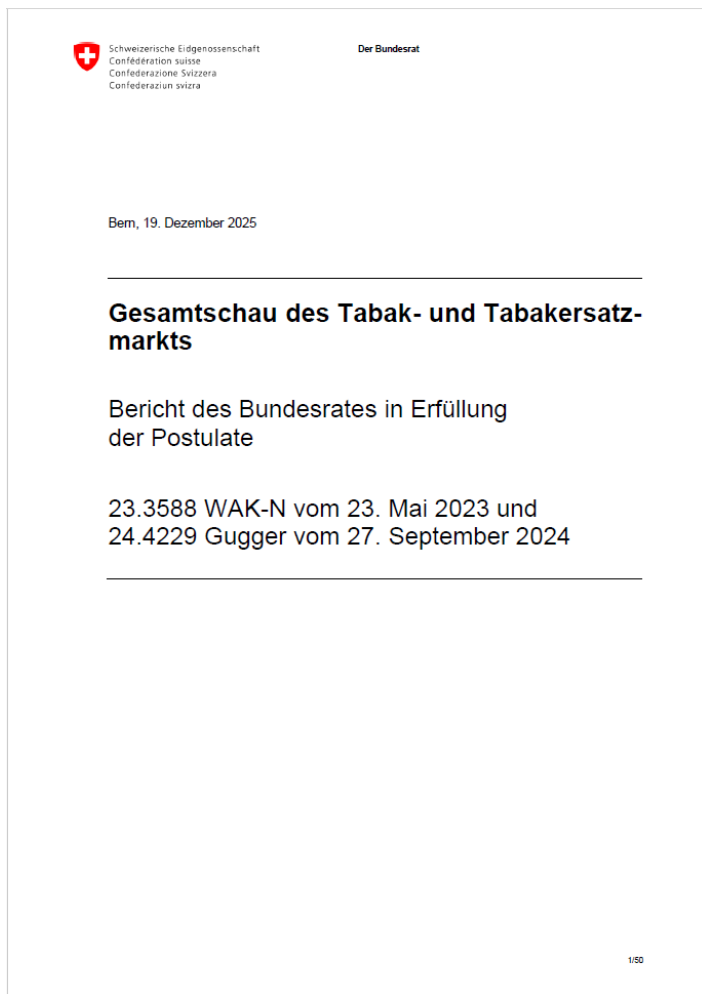 Schweizerische Eidgenossenschaft
Confédération suisse
Confederazione Svizzera
Confederaziun svizra
Der Bundesrat
Bern, 19. Dezember 2025
Gesamtschau des Tabak- und Tabakersatz-
markts
Bericht des Bundesrates in Erfüllung
der Postulate
23.3588 WAK-N vom 23. Mai 2023 und
24.4229 Gugger vom 27. September 2024
1/50